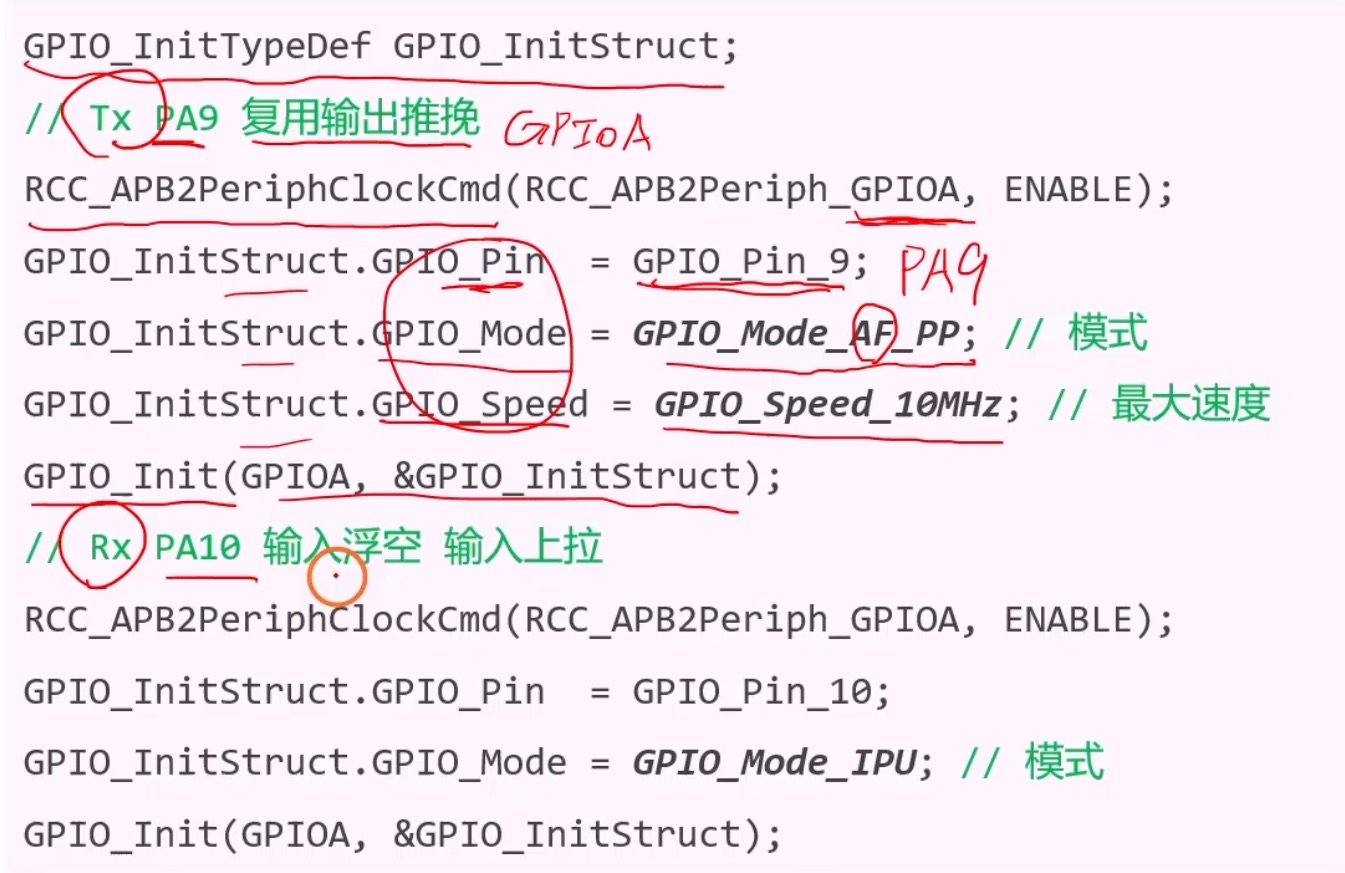 GPIO_InitTypeDef GPIO_InitStruct;
// Tx PA9 复用输出推挽 GPIOA
RCC_APB2PeriphClockCmd(RCC_APB2Periph_GPIOA, ENABLE);
GPIO_InitStruct.GPIO_Pin  = GPIO_Pin_9; PA9
GPIO_InitStruct.GPIO_Mode = GPIO_Mode_AF_PP; // 模式
GPIO_InitStruct.GPIO_Speed = GPIO_Speed_10MHz; // 最大速度
GPIO_Init(GPIOA, &GPIO_InitStruct);
// Rx PA10 输入浮空 输入上拉
RCC_APB2PeriphClockCmd(RCC_APB2Periph_GPIOA, ENABLE);
GPIO_InitStruct.GPIO_Pin  = GPIO_Pin_10;
GPIO_InitStruct.GPIO_Mode = GPIO_Mode_IPU; // 模式
GPIO_Init(GPIOA, &GPIO_InitStruct);